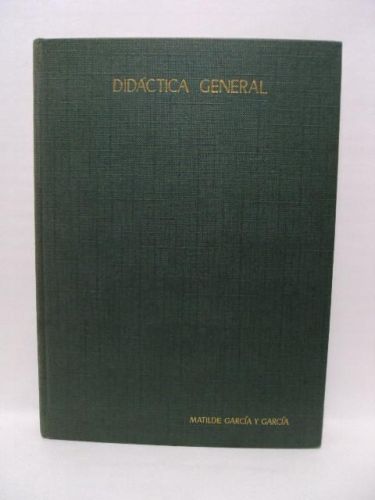 DIDÁCTICA GENERAL
MATILDE GARCÍA Y GARCÍA